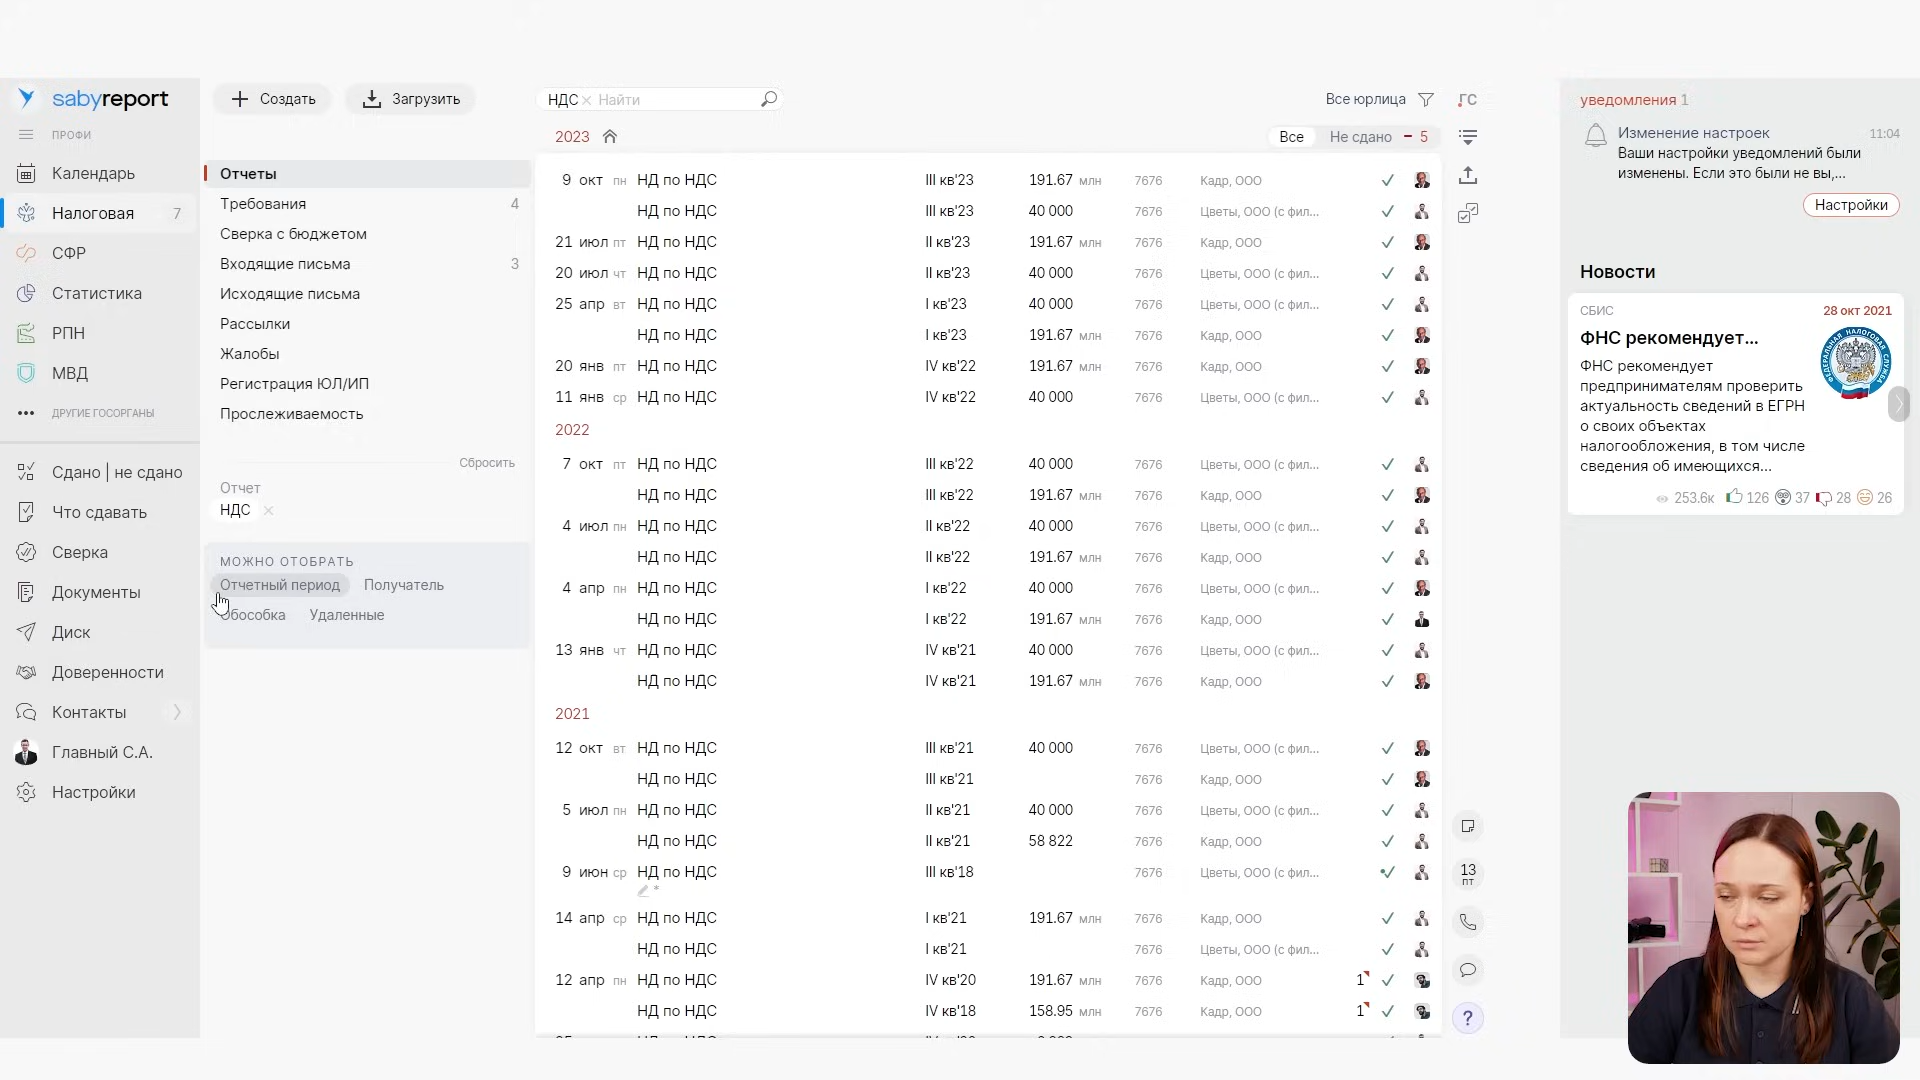 sabyreport
ПРОФИ
Календарь
Налоговая 7
СФР
Статистика
РПН
МВД
ДРУГИЕ ГОСОРГАНЫ
Сдано | не сдано
Что сдавать
Сверка
Документы
Диск
Доверенности
Контакты
Главный С.А.
Настройки
Создать
Загрузить
Отчеты
Требования 4
Сверка с бюджетом
Входящие письма 3
Исходящие письма
Рассылки
Жалобы
Регистрация ЮЛ/ИП
Прослеживаемость
Сбросить
Отчет
НДС
МОЖНО ОТОБРАТЬ
Отчетный период Получатель
Обособка Удаленные
НДС Найти
Все юрлица
2023
Все Не сдано 5
9 окт пн НД по НДС III кв'23 191.67 млн 7676 Кадр, ООО
НД по НДС III кв'23 40 000 7676 Цветы, ООО (с фил...
21 июл пт НД по НДС II кв'23 191.67 млн 7676 Кадр, ООО
20 июл чт НД по НДС II кв'23 40 000 7676 Цветы, ООО (с фил...
25 апр вт НД по НДС I кв'23 40 000 7676 Цветы, ООО (с фил...
НД по НДС I кв'23 191.67 млн 7676 Кадр, ООО
20 янв пт НД по НДС IV кв'22 191.67 млн 7676 Кадр, ООО
11 янв ср НД по НДС IV кв'22 40 000 7676 Цветы, ООО (с фил...
2022
7 окт пт НД по НДС III кв'22 40 000 7676 Цветы, ООО (с фил...
НД по НДС III кв'22 191.67 млн 7676 Кадр, ООО
4 июл пн НД по НДС II кв'22 40 000 7676 Цветы, ООО (с фил...
НД по НДС II кв'22 191.67 млн 7676 Кадр, ООО
4 апр пн НД по НДС I кв'22 40 000 7676 Цветы, ООО (с фил...
НД по НДС I кв'22 191.67 млн 7676 Кадр, ООО
13 янв чт НД по НДС IV кв'21 40 000 7676 Цветы, ООО (с фил...
НД по НДС IV кв'21 191.67 млн 7676 Кадр, ООО
2021
12 окт вт НД по НДС III кв'21 40 000 7676 Цветы, ООО (с фил...
НД по НДС III кв'21 7676 Кадр, ООО
5 июл пн НД по НДС II кв'21 40 000 7676 Цветы, ООО (с фил...
НД по НДС II кв'21 58 822 7676 Кадр, ООО
9 июн ср НД по НДС III кв'18 7676 Цветы, ООО (с фил...
*
14 апр ср НД по НДС I кв'21 191.67 млн 7676 Кадр, ООО
НД по НДС I кв'21 7676 Цветы, ООО (с фил...
12 апр пн НД по НДС IV кв'20 191.67 млн 7676 Кадр, ООО 1
НД по НДС IV кв'18 158.95 млн 7676 Кадр, ООО 1
ГС
13
пт
?
уведомления 1
Изменение настроек 11:04
Ваши настройки уведомлений были
изменены. Если это были не вы,...
Настройки
Новости
СБИС 28 окт 2021
ФНС рекомендует...
ФНС рекомендует
предпринимателям проверить
актуальность сведений в ЕГРН
о своих объектах
налогообложения, в том числе
сведения об имеющихся...
253.6к 126 37 28 26
ФЕДЕРАЛЬНАЯ НАЛОГОВАЯ СЛУЖБА